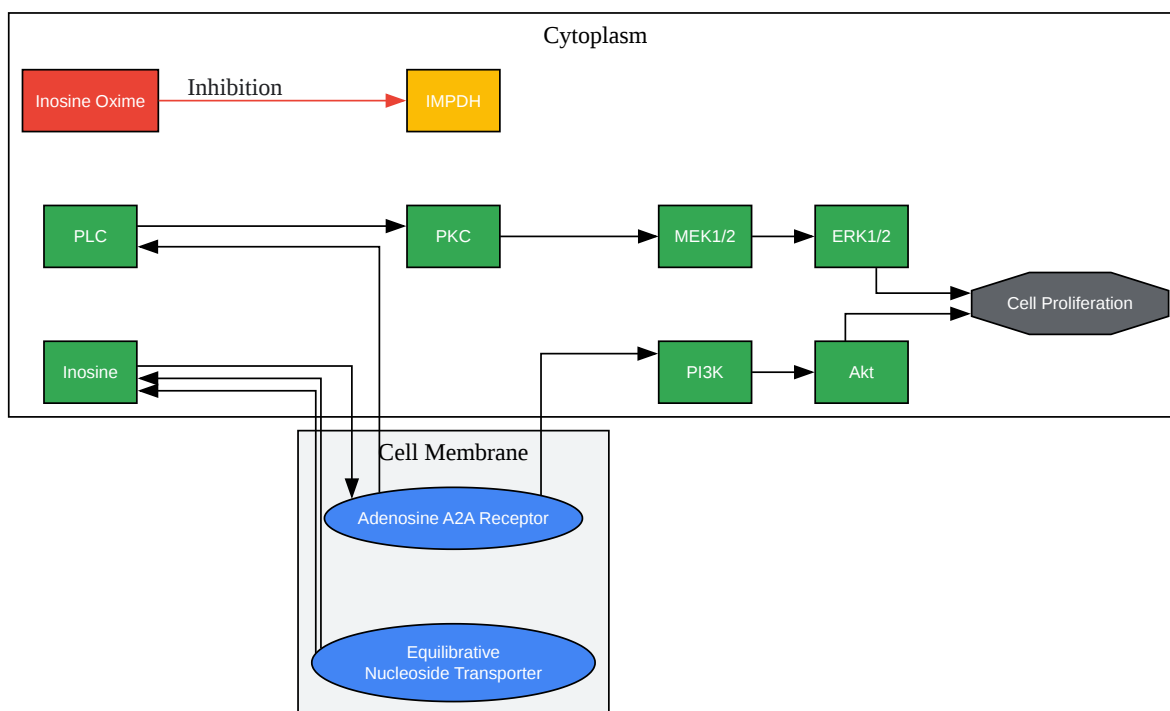 Cytoplasm
Inosine Oxime
Inhibition
IMPDH
PLC
PKC
MEK1/2
ERK1/2
Cell Proliferation
Inosine
PI3K
Akt
Cell Membrane
Adenosine A2A Receptor
Equilibrative
Nucleoside Transporter